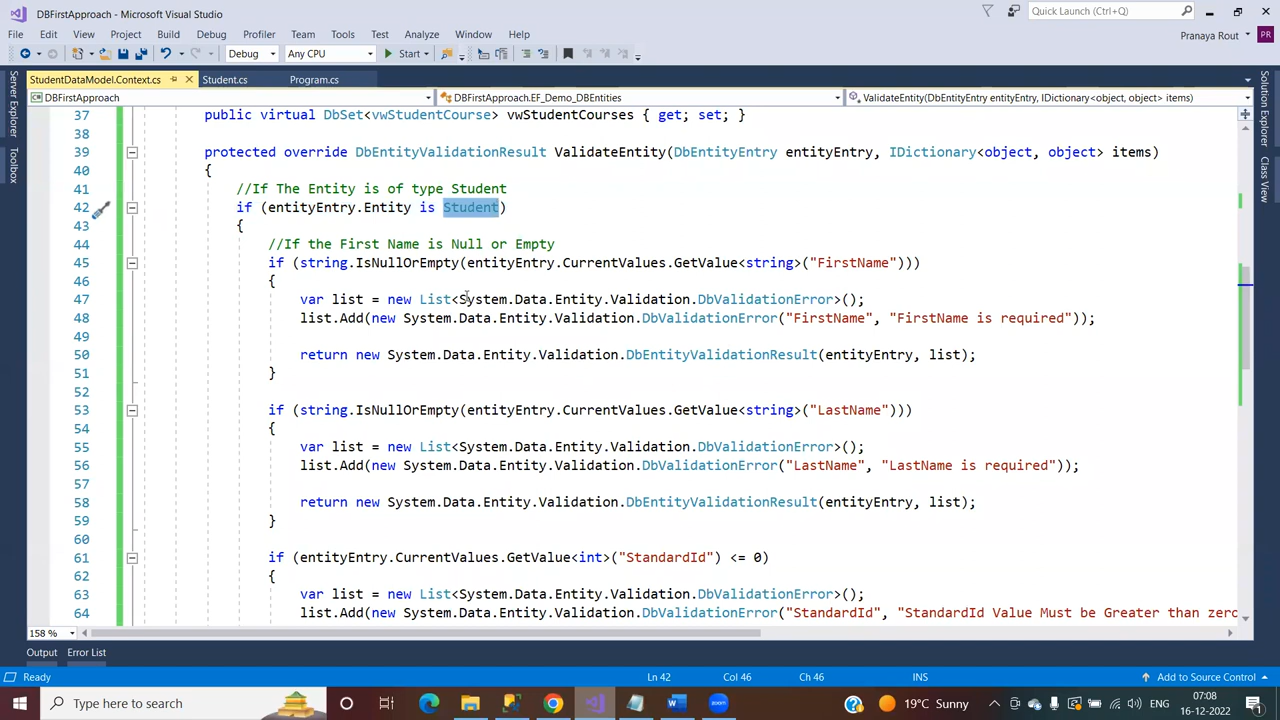 DBFirstApproach - Microsoft Visual Studio
Quick Launch (Ctrl+Q)
File Edit View Project Build Debug Profiler Team Tools Test Analyze Window Help
Pranaya Rout PR
Debug Any CPU Start
StudentDataModel.Context.cs Student.cs Program.cs
DBFirstApproach DBFirstApproach.EF_Demo_DBEntities ValidateEntity(DbEntityEntry entityEntry, IDictionary<object, object> items)
Server Explorer
Toolbox
Solution Explorer
Class View
37 public virtual DbSet<vwStudentCourse> vwStudentCourses { get; set; }
38
39 protected override DbEntityValidationResult ValidateEntity(DbEntityEntry entityEntry, IDictionary<object, object> items)
40 {
41 //If The Entity is of type Student
42 if (entityEntry.Entity is Student)
43 {
44 //If the First Name is Null or Empty
45 if (string.IsNullOrEmpty(entityEntry.CurrentValues.GetValue<string>("FirstName")))
46 {
47 var list = new List<System.Data.Entity.Validation.DbValidationError>();
48 list.Add(new System.Data.Entity.Validation.DbValidationError("FirstName", "FirstName is required"));
49
50 return new System.Data.Entity.Validation.DbEntityValidationResult(entityEntry, list);
51 }
52
53 if (string.IsNullOrEmpty(entityEntry.CurrentValues.GetValue<string>("LastName")))
54 {
55 var list = new List<System.Data.Entity.Validation.DbValidationError>();
56 list.Add(new System.Data.Entity.Validation.DbValidationError("LastName", "LastName is required"));
57
58 return new System.Data.Entity.Validation.DbEntityValidationResult(entityEntry, list);
59 }
60
61 if (entityEntry.CurrentValues.GetValue<int>("StandardId") <= 0)
62 {
63 var list = new List<System.Data.Entity.Validation.DbValidationError>();
64 list.Add(new System.Data.Entity.Validation.DbValidationError("StandardId", "StandardId Value Must be Greater than zero
158 %
Output Error List
Ready Ln 42 Col 46 Ch 46 INS Add to Source Control
Type here to search 19°C Sunny ENG 07:08
16-12-2022